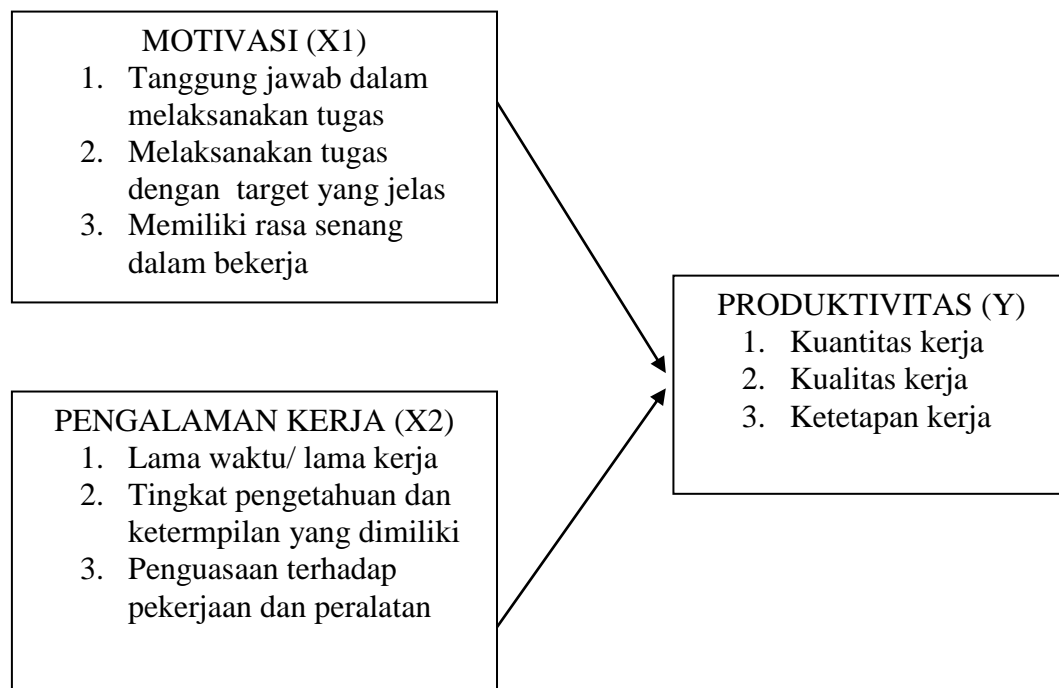 MOTIVASI (X1)
1. Tanggung jawab dalam
melaksanakan tugas
2. Melaksanakan tugas
dengan target yang jelas
3. Memiliki rasa senang
dalam bekerja
PENGALAMAN KERJA (X2)
1. Lama waktu/ lama kerja
2. Tingkat pengetahuan dan
ketermpilan yang dimiliki
3. Penguasaan terhadap
pekerjaan dan peralatan
PRODUKTIVITAS (Y)
1. Kuantitas kerja
2. Kualitas kerja
3. Ketetapan kerja